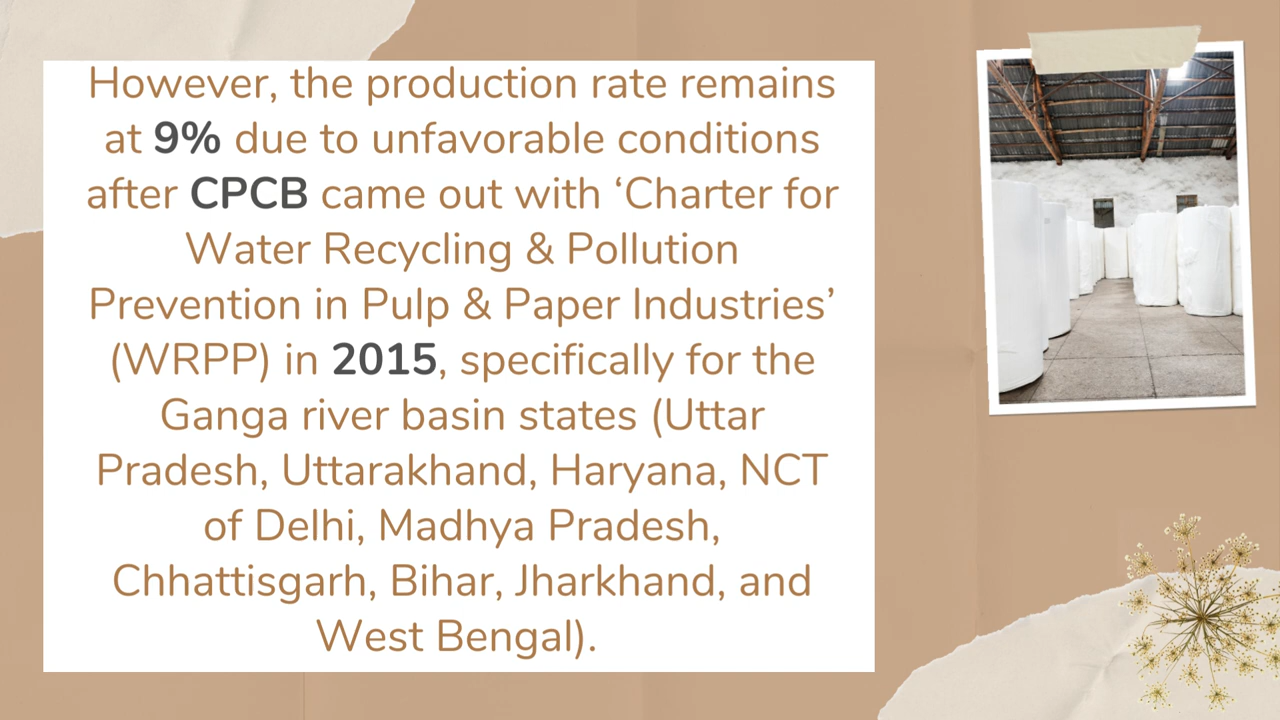 However, the production rate remains
at 9% due to unfavorable conditions
after CPCB came out with ‘Charter for
Water Recycling & Pollution
Prevention in Pulp & Paper Industries’
(WRPP) in 2015, specifically for the
Ganga river basin states (Uttar
Pradesh, Uttarakhand, Haryana, NCT
of Delhi, Madhya Pradesh,
Chhattisgarh, Bihar, Jharkhand, and
West Bengal).